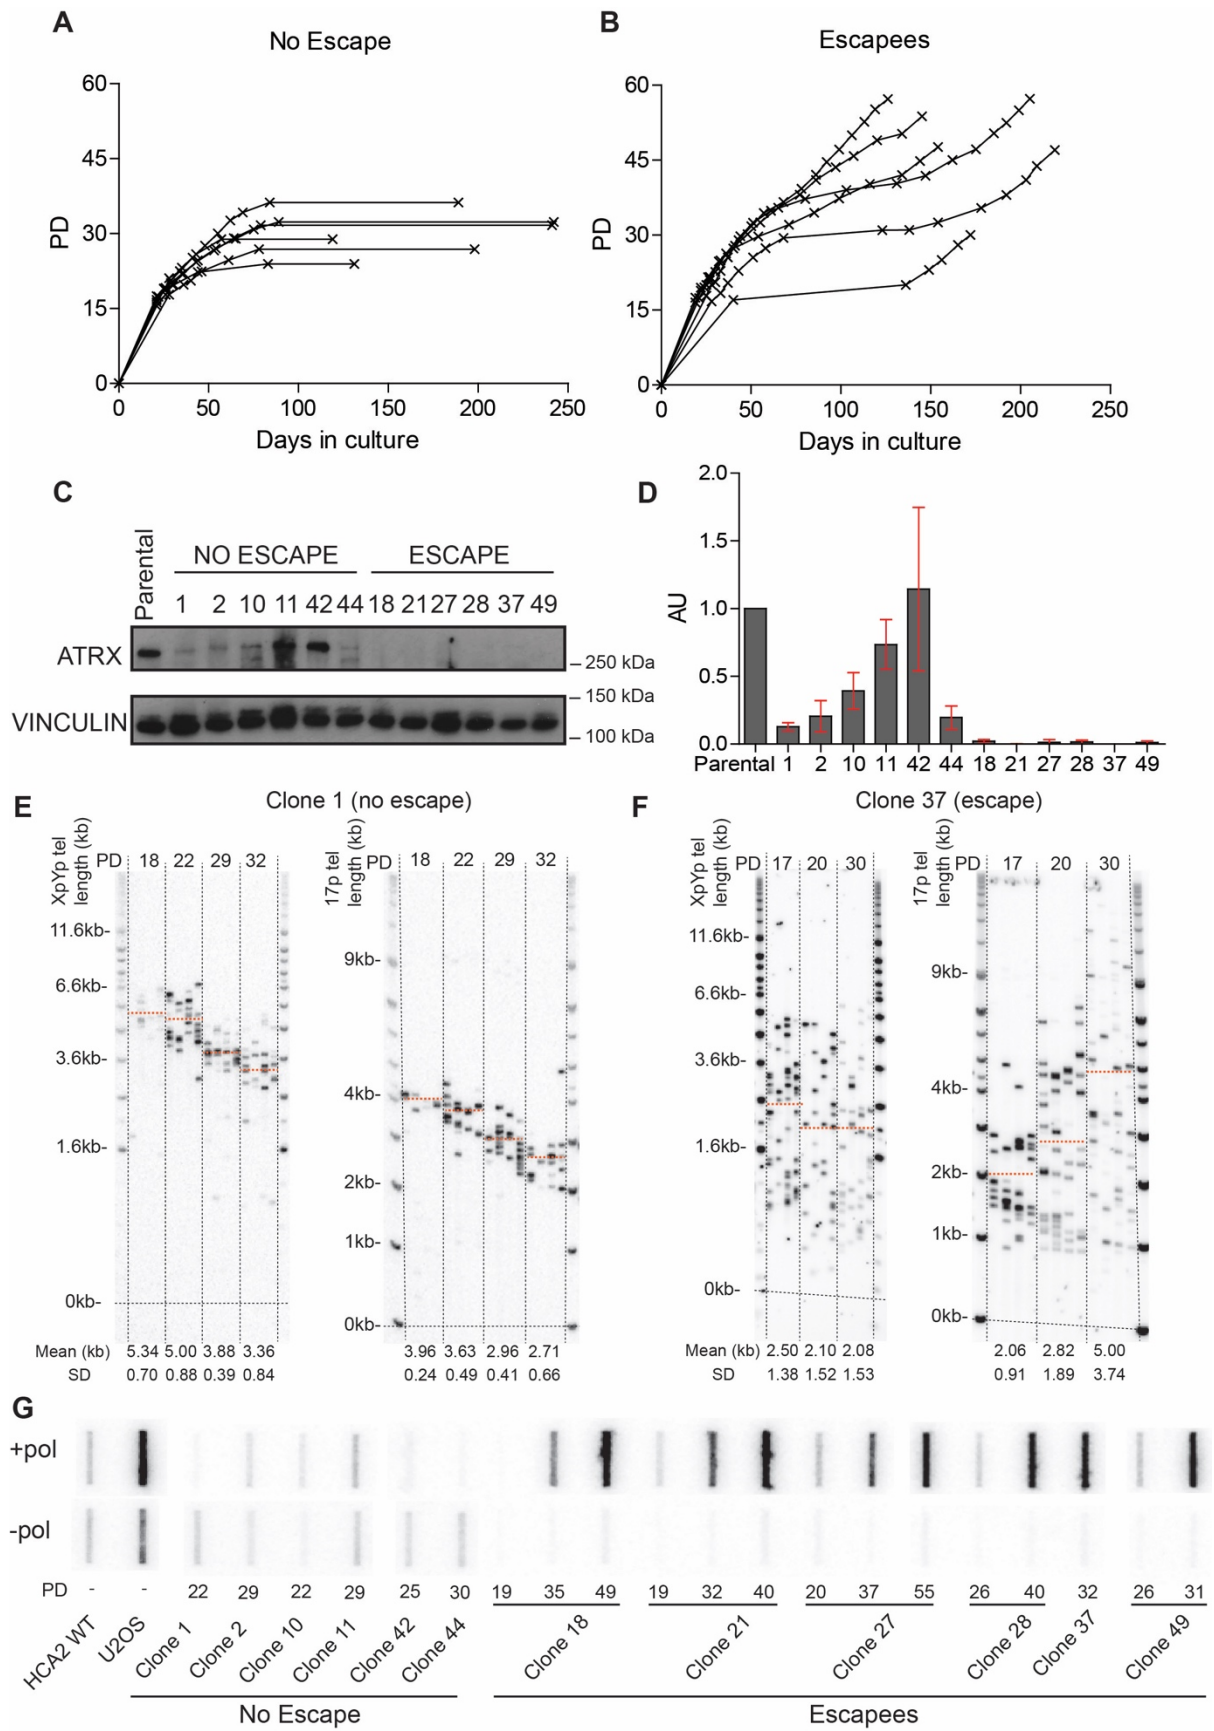 A
No Escape
60
45
30
15
0
PD
0 50 100 150 200 250
Days in culture
B
Escapees
60
45
30
15
0
PD
0 50 100 150 200 250
Days in culture
C
Parental
NO ESCAPE ESCAPE
1 2 10 11 42 44 18 21 27 28 37 49
ATRX
250 kDa
150 kDa
VINCULIN
100 kDa
D
2.0
1.5
1.0
0.5
0.0
AU
Parental 1 2 10 11 42 44 18 21 27 28 37 49
E
Clone 1 (no escape)
XpYp tel
length (kb)
PD 18 22 29 32
11.6kb-
6.6kb-
3.6kb-
1.6kb-
0kb-
Mean (kb) 5.34 5.00 3.88 3.36
SD 0.70 0.88 0.39 0.84
17p tel
length (kb)
PD 18 22 29 32
9kb-
4kb-
2kb-
1kb-
0kb-
3.96 3.63 2.96 2.71
0.24 0.49 0.41 0.66
F
Clone 37 (escape)
XpYp tel
length (kb)
PD 17 20 30
11.6kb-
6.6kb-
3.6kb-
1.6kb-
0kb-
Mean (kb) 2.50 2.10 2.08
SD 1.38 1.52 1.53
17p tel
length (kb)
PD 17 20 30
9kb-
4kb-
2kb-
1kb-
0kb-
2.06 2.82 5.00
0.91 1.89 3.74
G
+pol
-pol
PD - - 22 29 22 29 25 30 19 35 49 19 32 40 20 37 55 26 40 32 26 31
HCA2 WT
U2OS
Clone 1
Clone 2
Clone 10
Clone 11
Clone 42
Clone 44
Clone 18
Clone 21
Clone 27
Clone 28
Clone 37
Clone 49
No Escape
Escapees